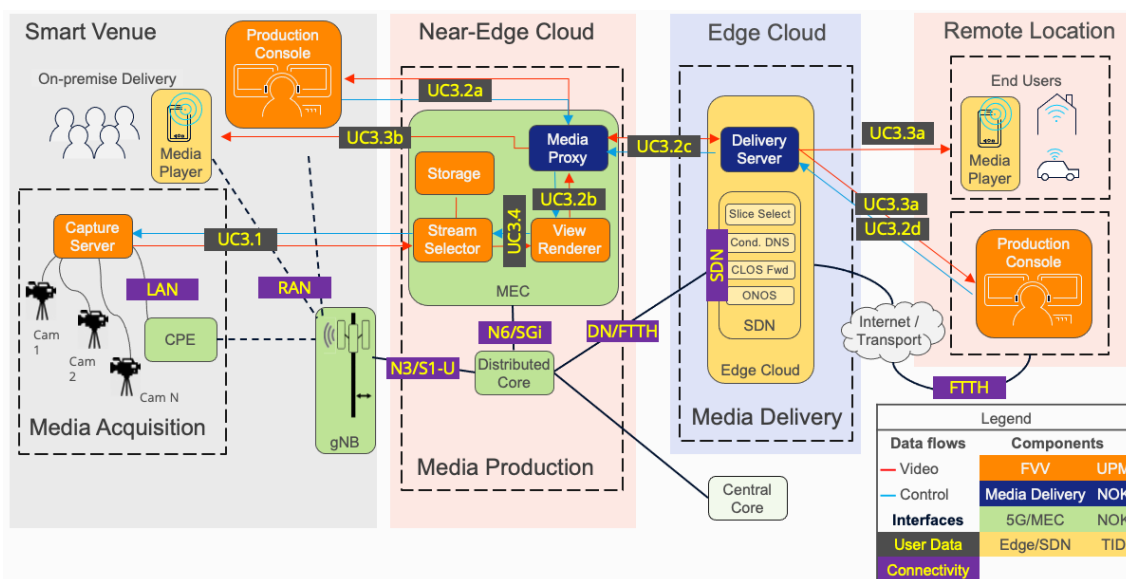 Smart Venue
Near-Edge Cloud
Edge Cloud
Remote Location
Production
Console
On-premise Delivery
Media
Player
UC3.2a
UC3.3b
Media
Proxy
UC3.2c
Delivery
Server
UC3.3a
End Users
Media
Player
Storage
UC3.2b
Capture
Server
UC3.1
Stream
Selector
UC3.4
View
Renderer
MEC
Slice Select
Cond. DNS
CLOS Fwd
ONOS
SDN
SDN
Edge Cloud
UC3.3a
UC3.2d
Production
Console
LAN
RAN
Cam
1
Cam
2
Cam N
CPE
gNB
N6/SGi
DN/FTTH
N3/S1-U
Distributed
Core
Internet /
Transport
FTTH
Media Acquisition
Media Production
Media Delivery
Central
Core
Legend
Data flows Components
Video FVV UPM
Control Media Delivery NOK
Interfaces 5G/MEC NOK
User Data Edge/SDN TID
Connectivity